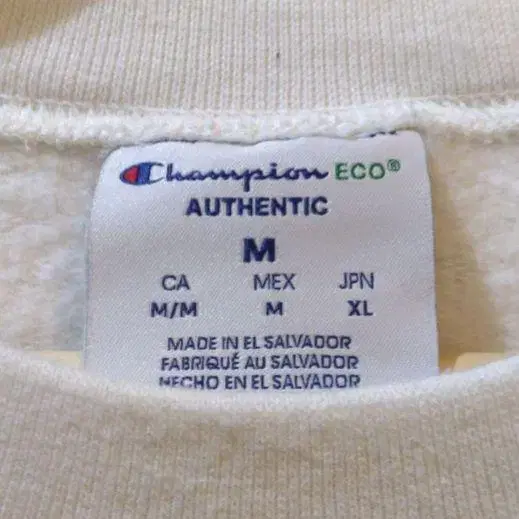 Champion ECO®
AUTHENTIC
M
CA MEX JPN
M/M M XL
MADE IN EL SALVADOR
FABRIQUÉ AU SALVADOR
HECHO EN EL SALVADOR